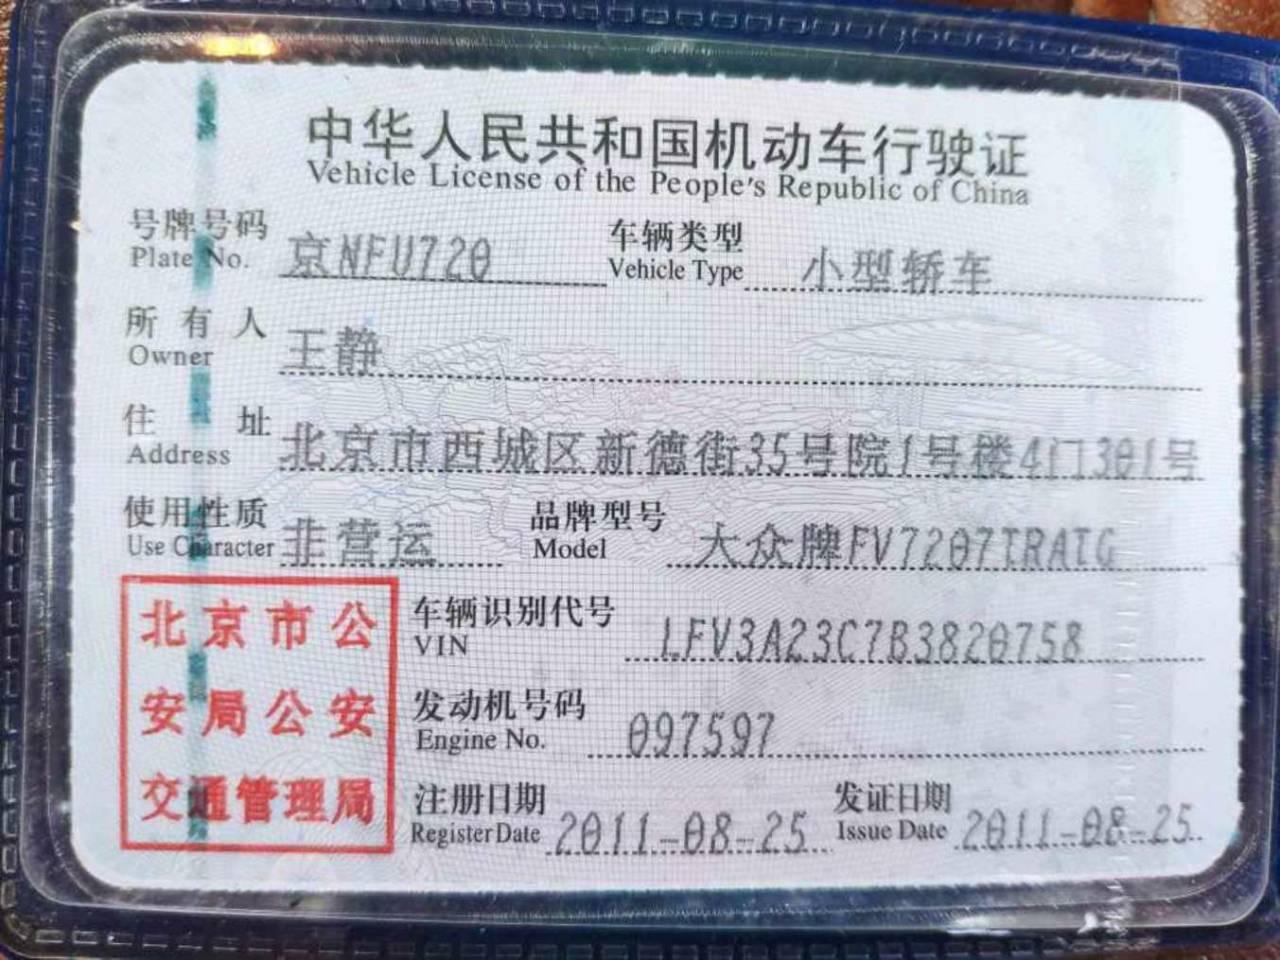 中华人民共和国机动车行驶证
Vehicle License of the People's Republic of China
号牌号码 京NFU720 车辆类型 小型轿车
Plate No. Vehicle Type
所有人 王静
Owner
住址 北京市西城区新德街35号院1号楼4门301号
Address
使用性质 非营运 品牌型号 大众牌FV7207TRATG
Use Character Model
北京市公
安局公安
交通管理局
车辆识别代号 LFV3A23C7B3820758
VIN
发动机号码 097597
Engine No.
注册日期 2011-08-25 发证日期 2011-08-25
Register Date Issue Date